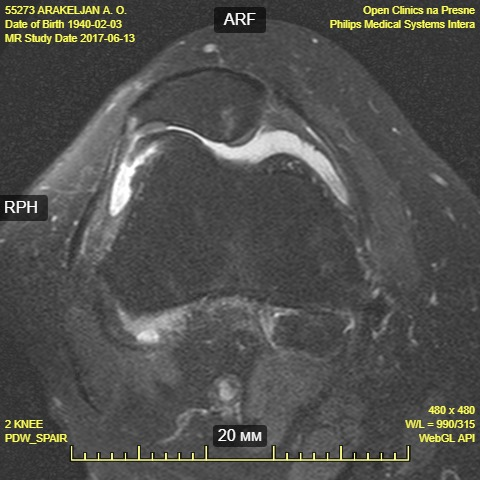 55273 ARAKELJAN A. O.
Date of Birth 1940-02-03
MR Study Date 2017-06-13
ARF
Open Clinics na Presne
Philips Medical Systems Intera
RPH
2 KNEE
PDW_SPAIR
20 мм
480 x 480
W/L = 990/315
WebGL API